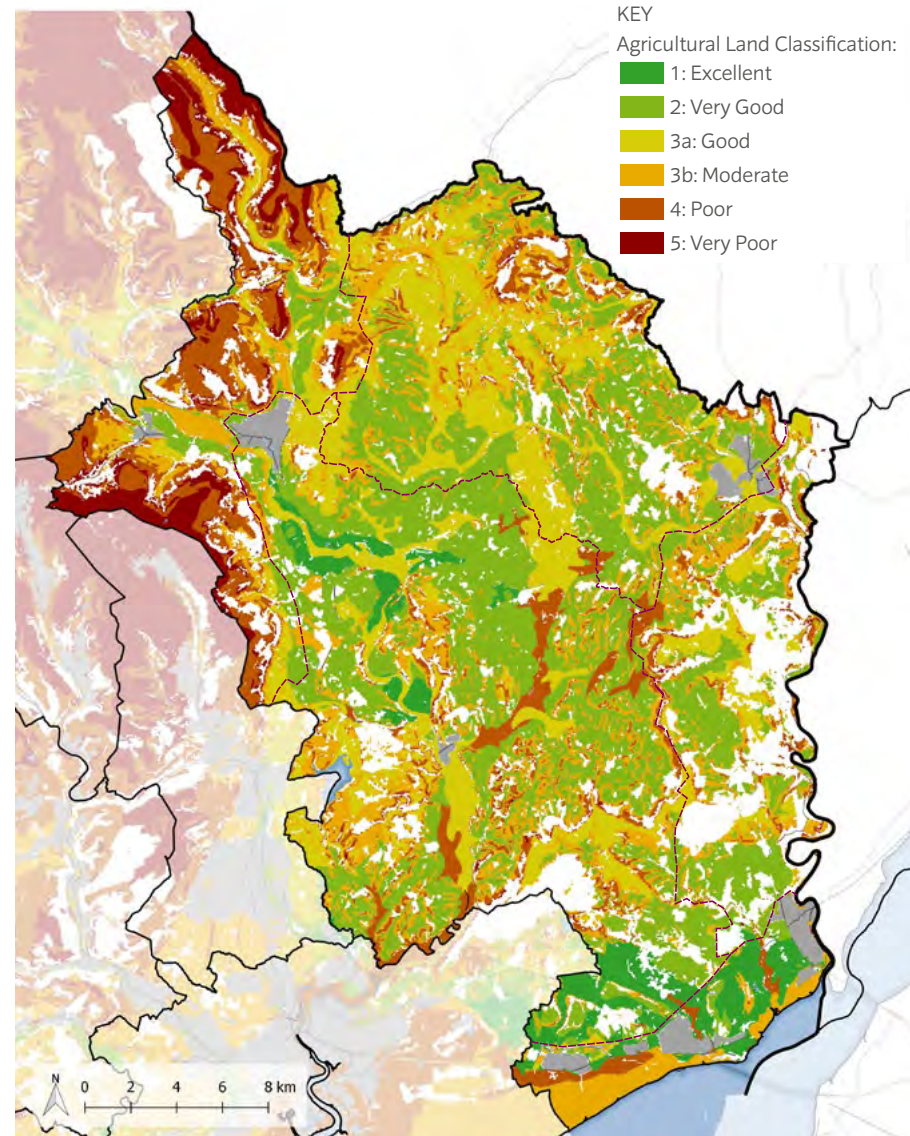 KEY
Agricultural Land Classification:
1: Excellent
2: Very Good
3a: Good
3b: Moderate
4: Poor
5: Very Poor
N
0 2 4 6 8 km